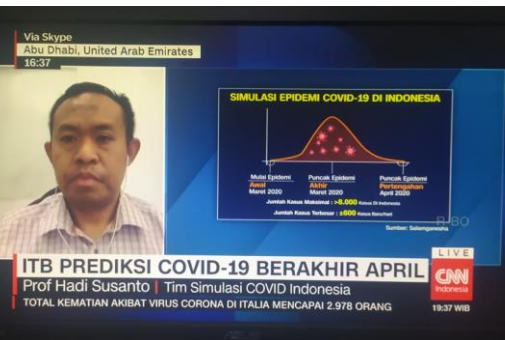 Via Skype
Abu Dhabi, United Arab Emirates
16:37
SIMULASI EPIDEMI COVID-19 DI INDONESIA
Mulai Epidemi
Awal
Maret 2020
Puncak Epidemi
Akhir
Maret 2020
Puncak Epidemi
Pertengahan
April 2020
Jumlah Kasus Maksimal : >8.000 Kasus Di Indonesia
Jumlah Kasus Terbesar : ±600 Kasus Baru/Hari
Sumber: Salamganesha
LIVE
ITB PREDIKSI COVID-19 BERAKHIR APRIL
Prof Hadi Susanto | Tim Simulasi COVID Indonesia
CNN
Indonesia
TOTAL KEMATIAN AKIBAT VIRUS CORONA DI ITALIA MENCAPAI 2.978 ORANG
19:37 WIB